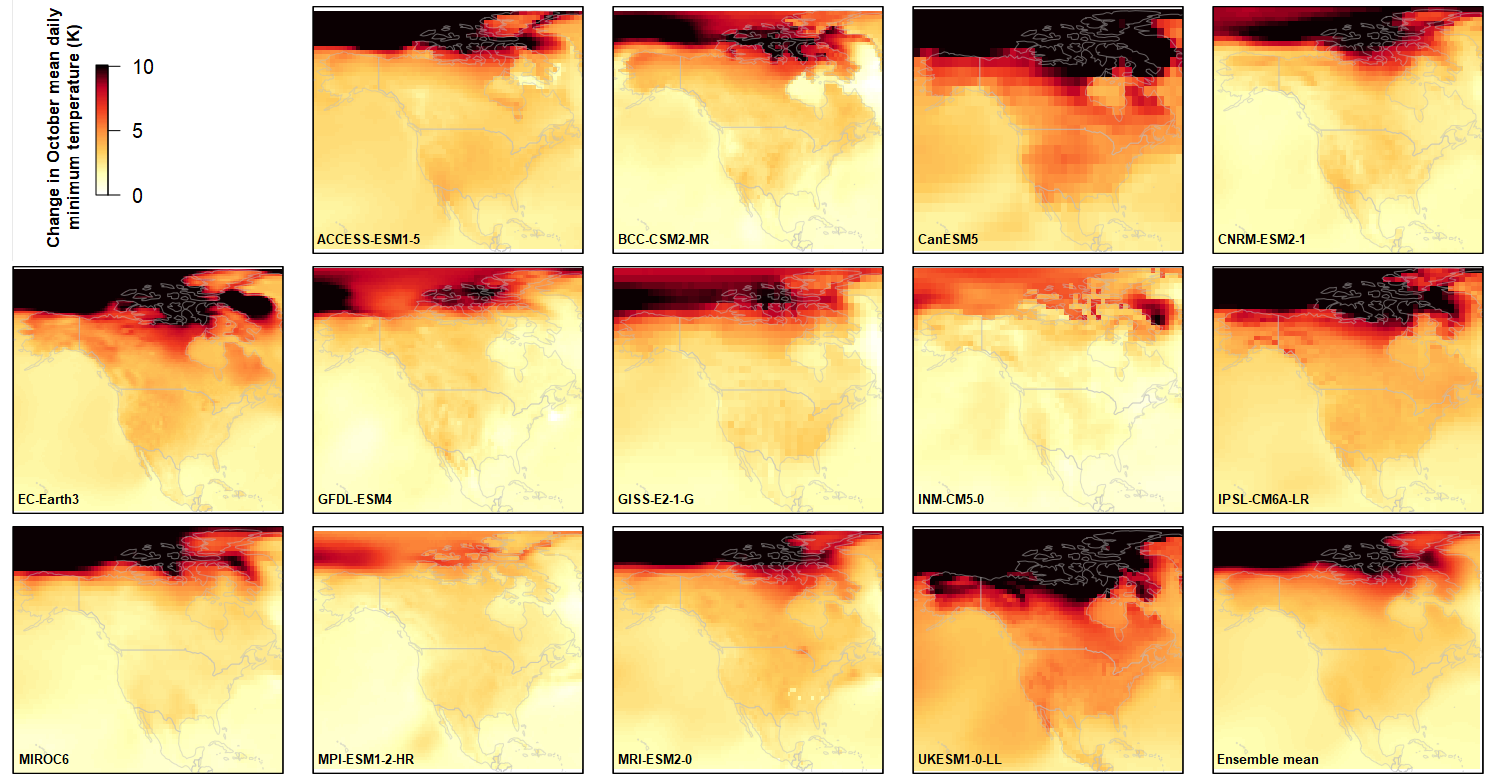 Change in October mean daily
minimum temperature (K)
10
5
0
ACCESS-ESM1-5
BCC-CSM2-MR
CanESM5
CNRM-ESM2-1
EC-Earth3
GFDL-ESM4
GISS-E2-1-G
INM-CM5-0
IPSL-CM6A-LR
MIROC6
MPI-ESM1-2-HR
MRI-ESM2-0
UKESM1-0-LL
Ensemble mean